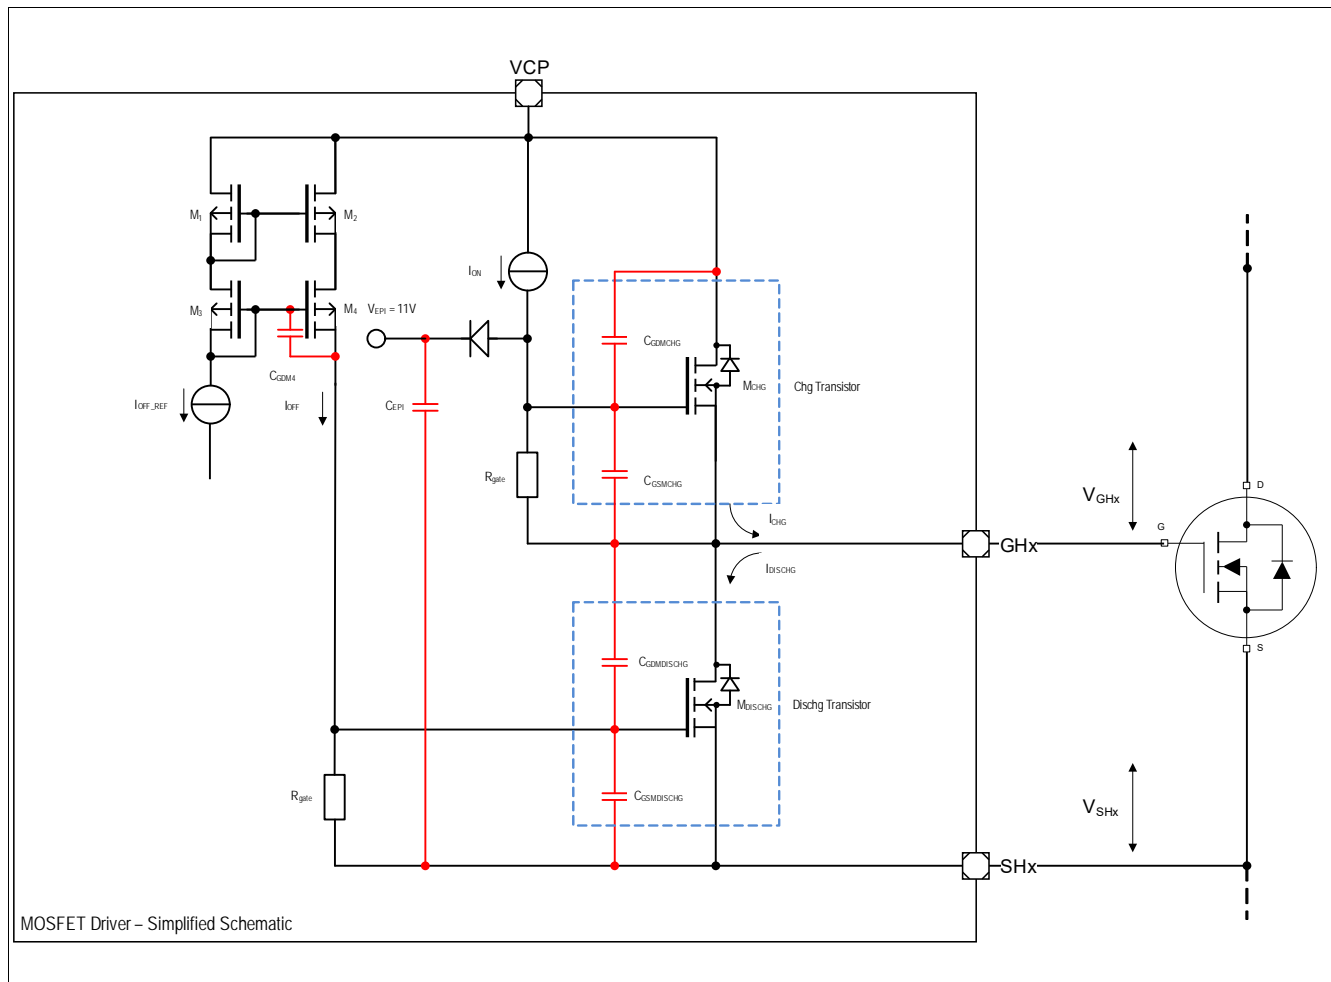 VCP
M1
M2
ION
M3
M4
VEPI = 11V
CGDMCHG
MCHG
Chg Transistor
CGDM4
IOFF_REF
IOFF
CEPI
Rgate
CGSMCHG
D
VGHx
ICHG
G
GHx
IDISCHG
S
CGDMDISCHG
MDISCHG
Dischg Transistor
Rgate
CGSMDISCHG
VSHx
SHx
MOSFET Driver – Simplified Schematic